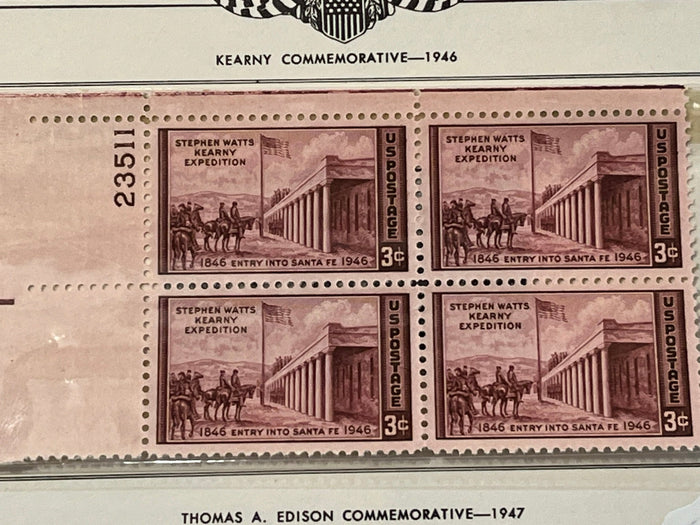 KEARNY COMMEMORATIVE—1946
23511
STEPHEN WATTS
KEARNY
EXPEDITION
US POSTAGE
3¢
1846 ENTRY INTO SANTA FE 1946
STEPHEN WATTS
KEARNY
EXPEDITION
US POSTAGE
3¢
1846 ENTRY INTO SANTA FE 1946
STEPHEN WATTS
KEARNY
EXPEDITION
US POSTAGE
3¢
1846 ENTRY INTO SANTA FE 1946
STEPHEN WATTS
KEARNY
EXPEDITION
US POSTAGE
3¢
1846 ENTRY INTO SANTA FE 1946
THOMAS A. EDISON COMMEMORATIVE—1947